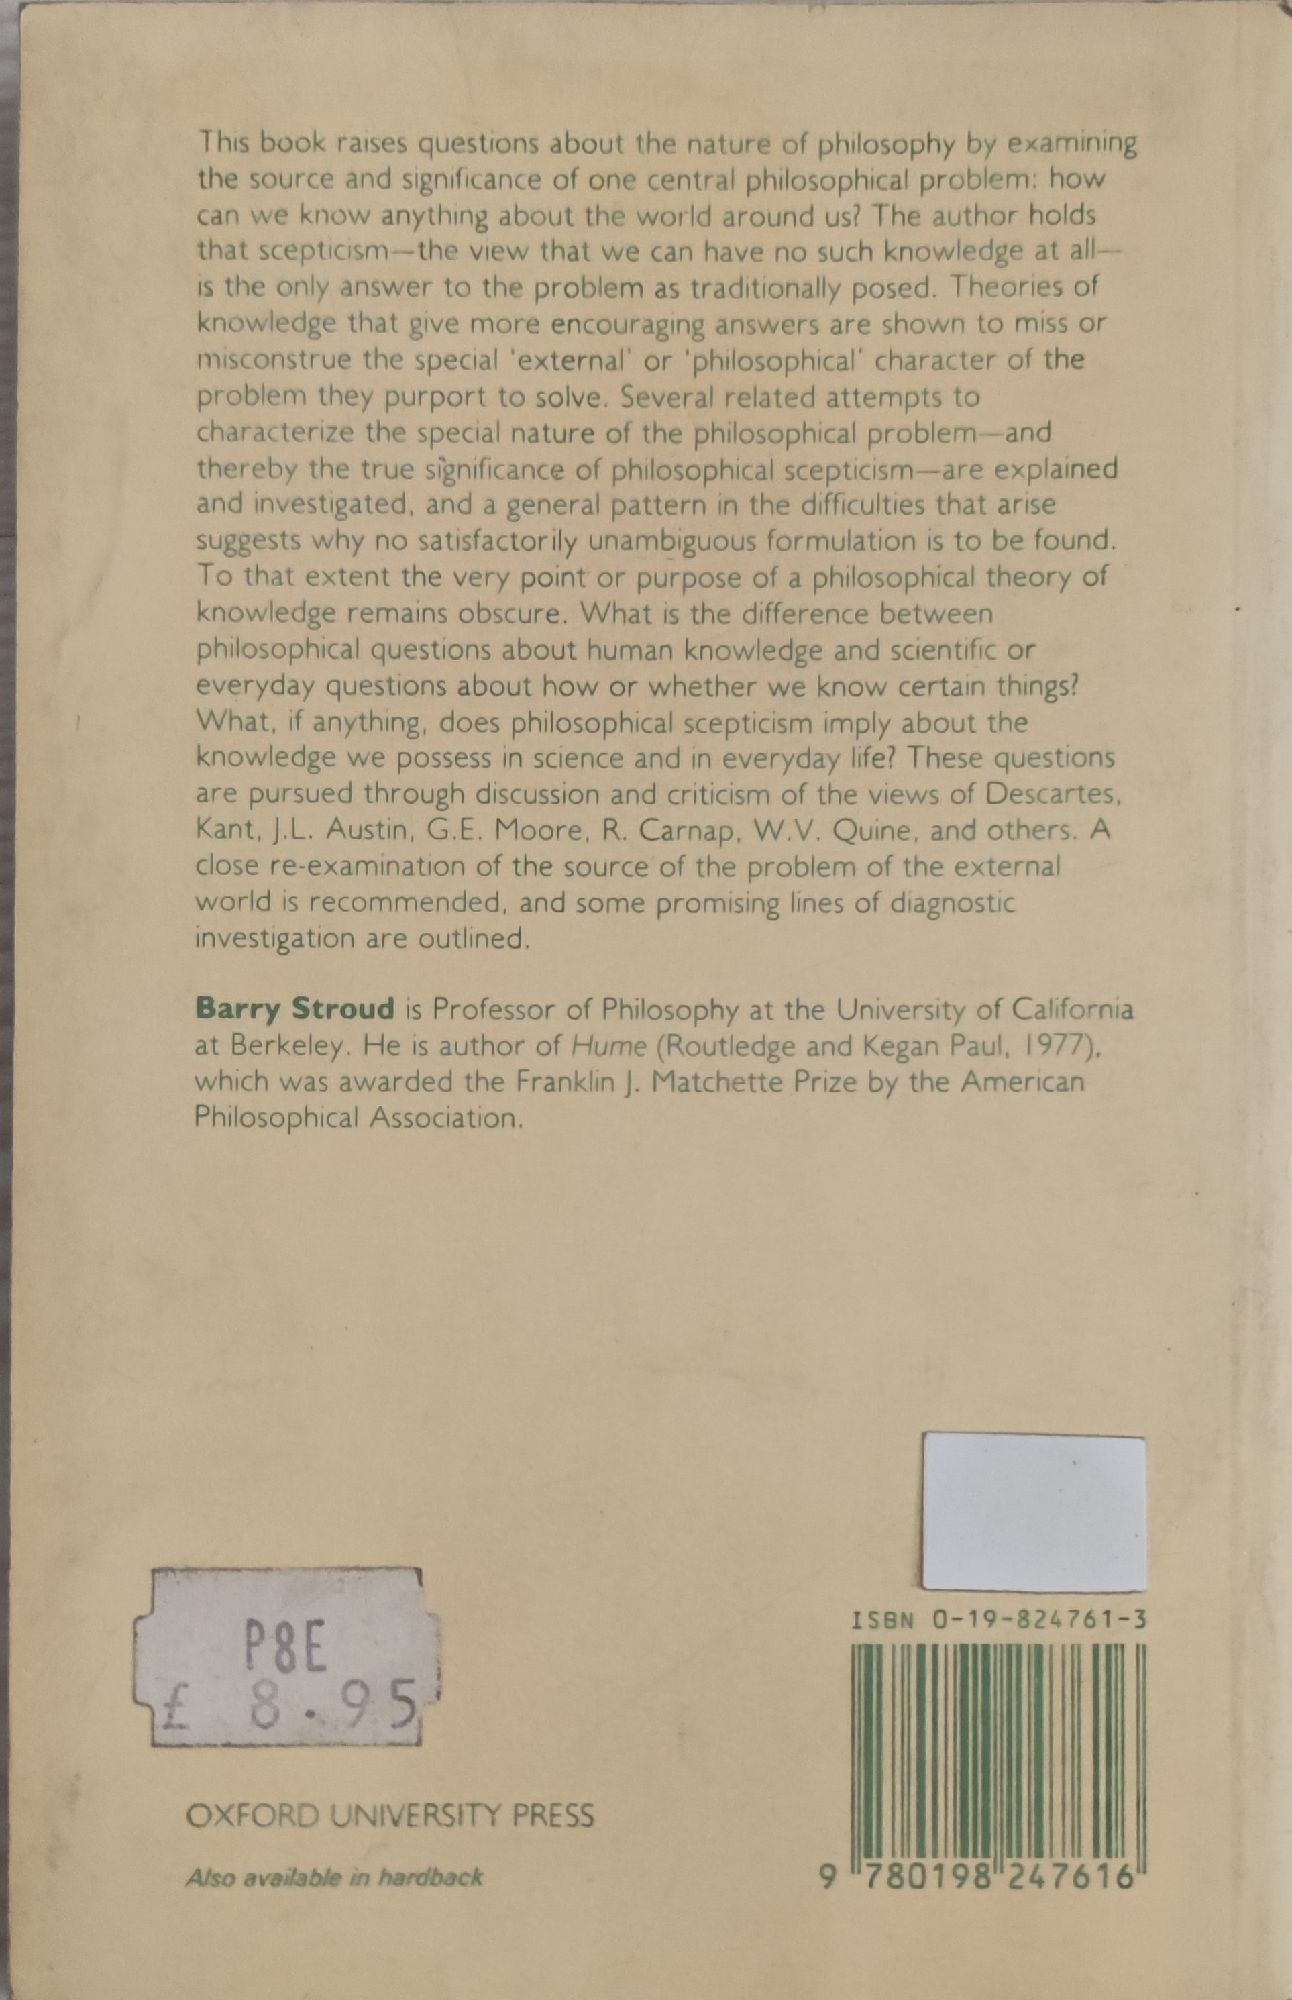 This book raises questions about the nature of philosophy by examining
the source and significance of one central philosophical problem: how
can we know anything about the world around us? The author holds
that scepticism—the view that we can have no such knowledge at all—
is the only answer to the problem as traditionally posed. Theories of
knowledge that give more encouraging answers are shown to miss or
misconstrue the special 'external' or 'philosophical' character of the
problem they purport to solve. Several related attempts to
characterize the special nature of the philosophical problem—and
thereby the true significance of philosophical scepticism—are explained
and investigated, and a general pattern in the difficulties that arise
suggests why no satisfactorily unambiguous formulation is to be found.
To that extent the very point or purpose of a philosophical theory of
knowledge remains obscure. What is the difference between
philosophical questions about human knowledge and scientific or
everyday questions about how or whether we know certain things?
What, if anything, does philosophical scepticism imply about the
knowledge we possess in science and in everyday life? These questions
are pursued through discussion and criticism of the views of Descartes,
Kant, J.L. Austin, G.E. Moore, R. Carnap, W.V. Quine, and others. A
close re-examination of the source of the problem of the external
world is recommended, and some promising lines of diagnostic
investigation are outlined.
Barry Stroud is Professor of Philosophy at the University of California
at Berkeley. He is author of Hume (Routledge and Kegan Paul, 1977),
which was awarded the Franklin J. Matchette Prize by the American
Philosophical Association.
P8E
£ 8.95
OXFORD UNIVERSITY PRESS
Also available in hardback
ISBN 0-19-824761-3
9 780198 247616